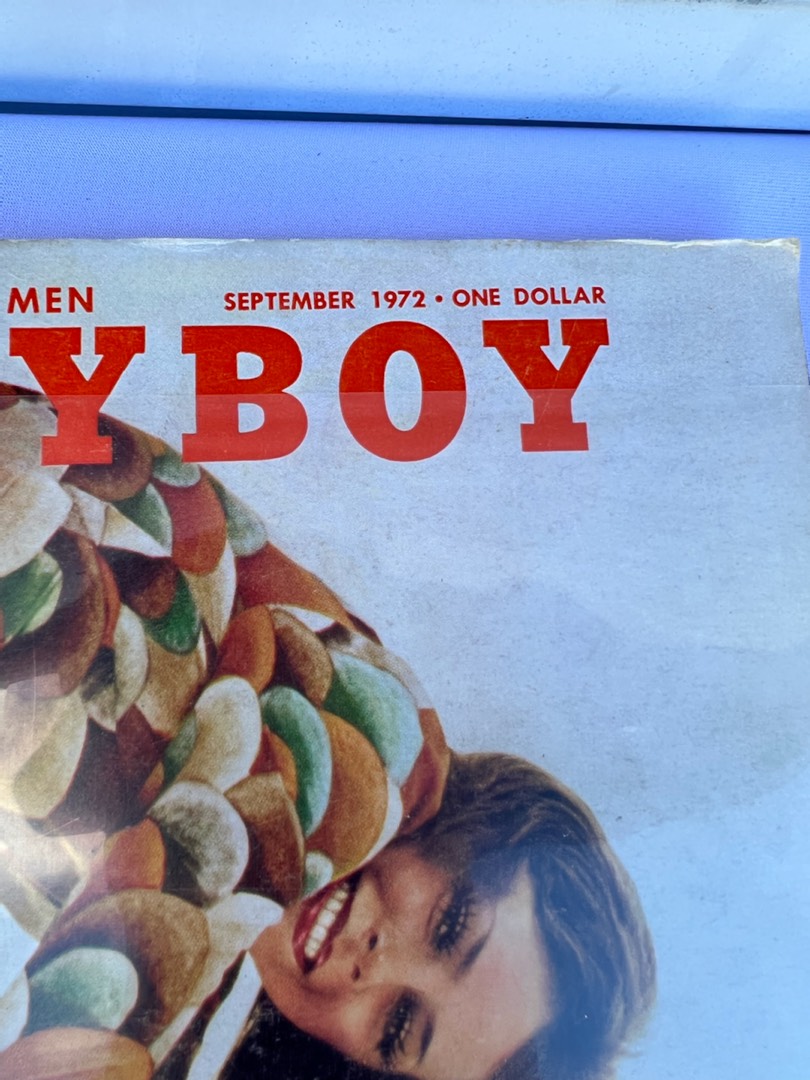 MEN SEPTEMBER 1972 • ONE DOLLAR
YBOY